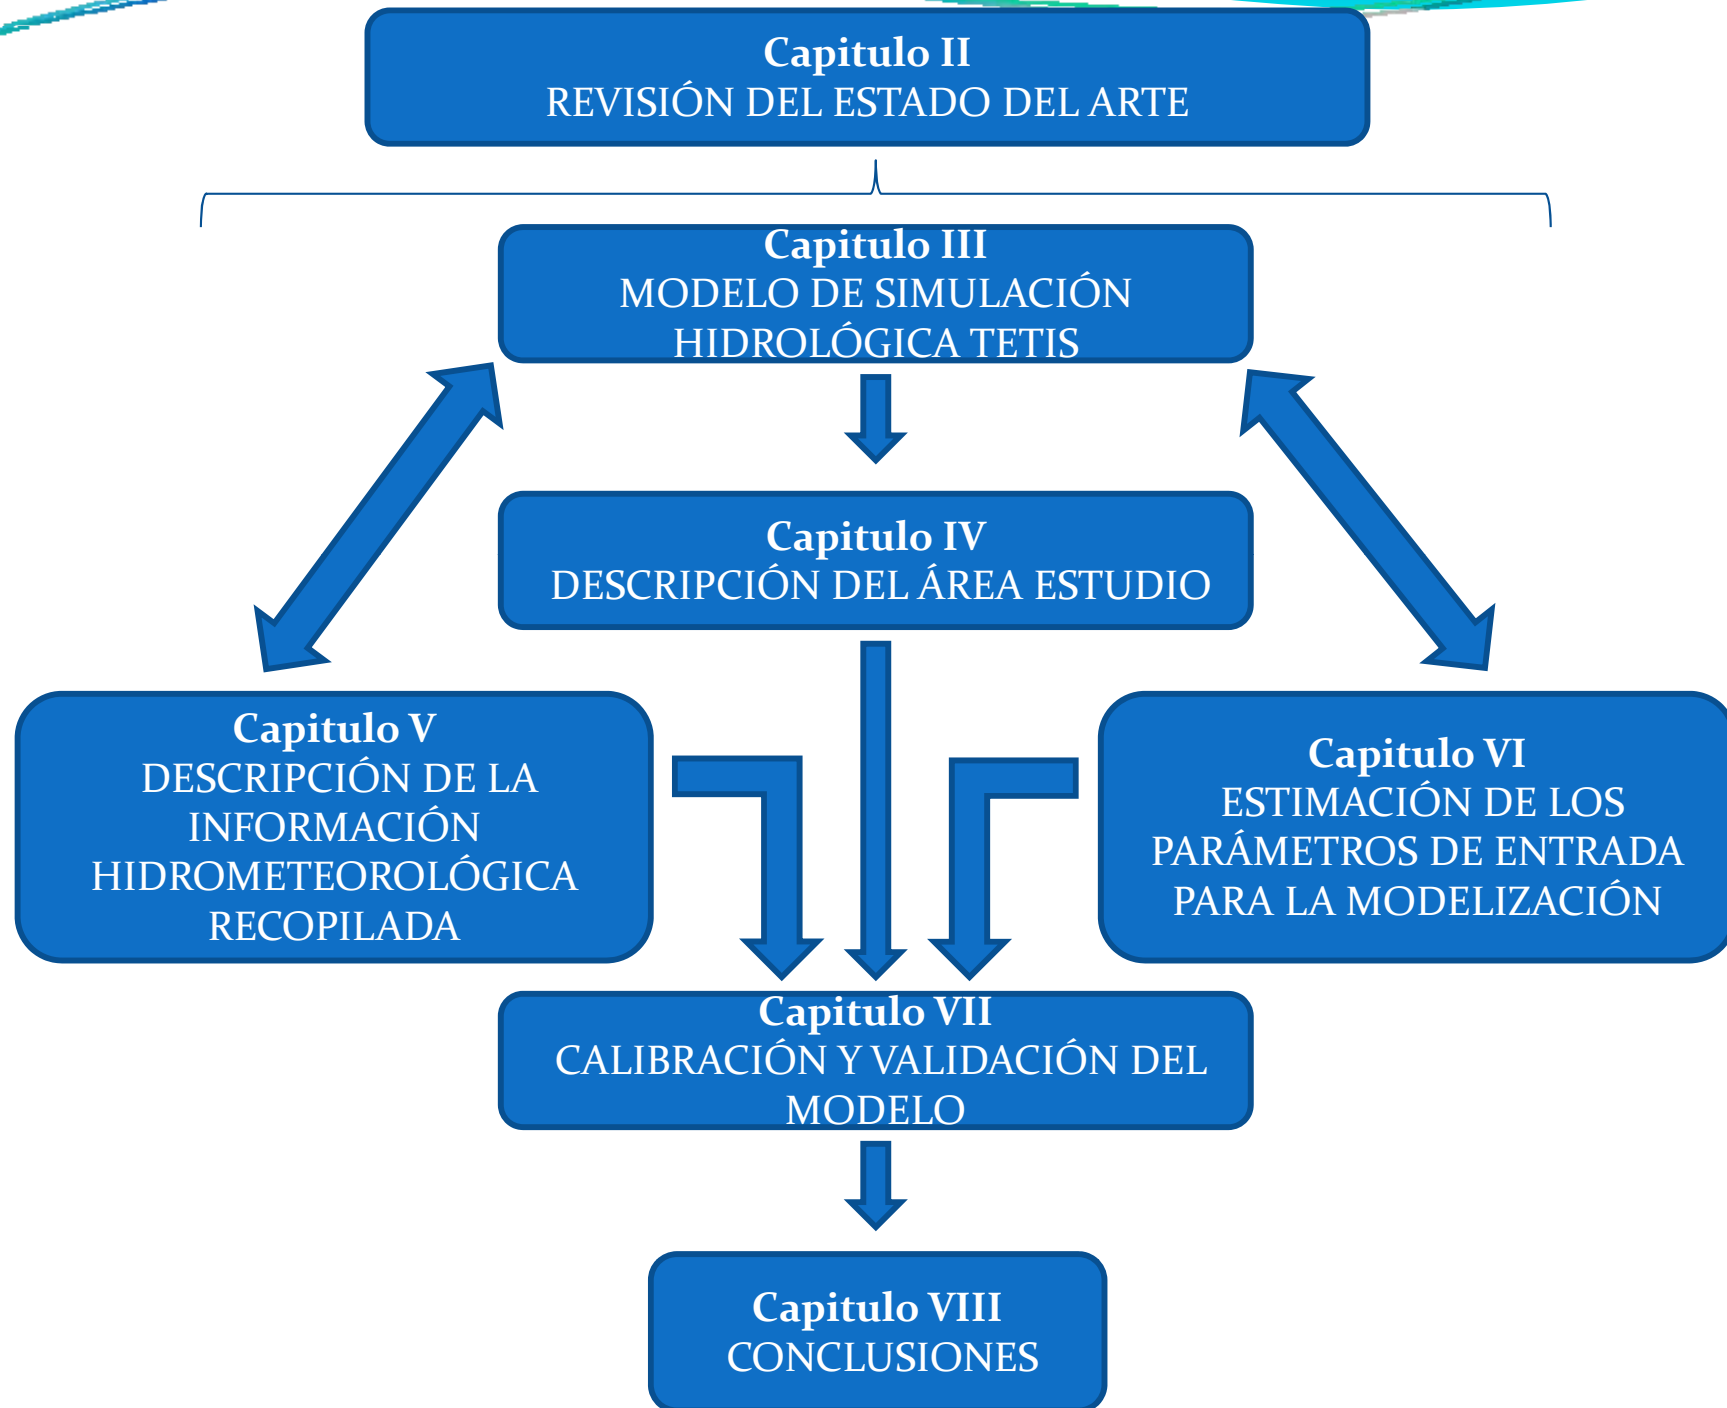 Capitulo II
REVISIÓN DEL ESTADO DEL ARTE
Capitulo III
MODELO DE SIMULACIÓN
HIDROLÓGICA TETIS
Capitulo IV
DESCRIPCIÓN DEL ÁREA ESTUDIO
Capitulo V
DESCRIPCIÓN DE LA
INFORMACIÓN
HIDROMETEOROLÓGICA
RECOPILADA
Capitulo VI
ESTIMACIÓN DE LOS
PARÁMETROS DE ENTRADA
PARA LA MODELIZACIÓN
Capitulo VII
CALIBRACIÓN Y VALIDACIÓN DEL
MODELO
Capitulo VIII
CONCLUSIONES